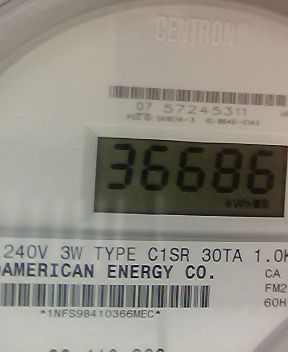 CENTRON®
07 57245311
36686
kWh
240V 3W TYPE C1SR 30TA 1.0K
AMERICAN ENERGY CO.
CA
FM2
60H
*1NFS98410366MEC*